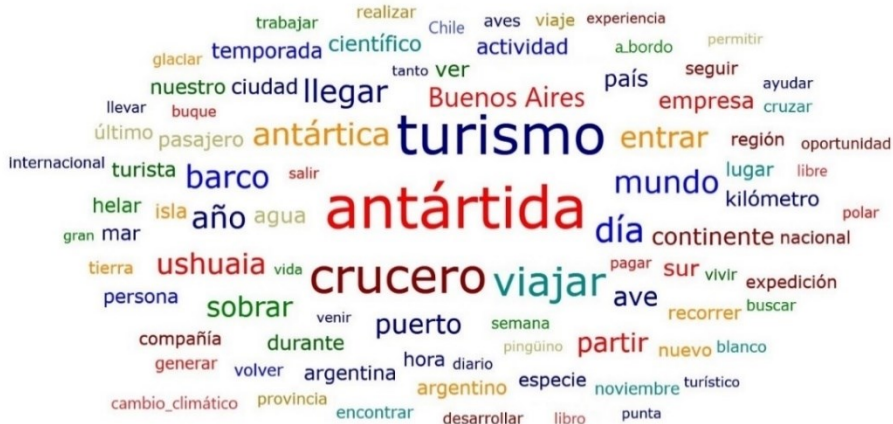 realizar
trabajar Chile aves viaje experiencia
temporada científico actividad a_bordo permitir
glaciar tanto ver país seguir
nuestro ciudad llegar Buenos Aires empresa ayudar
llevar buque cruzar
último pasajero antártica turismo entrar región oportunidad
internacional turista barco salir mundo lugar libre
kilómetro
helar isla año agua antártida día polar
gran mar continente nacional
tierra ushuaia vida crucero viajar pagar sur vivir expedición
persona sobrar ave recorrer buscar
venir puerto semana
compañía durante pingüino partir nuevo blanco
generar volver argentina hora diario especie turístico
argentino noviembre
cambio_climático provincia encontrar desarrollar libro punta